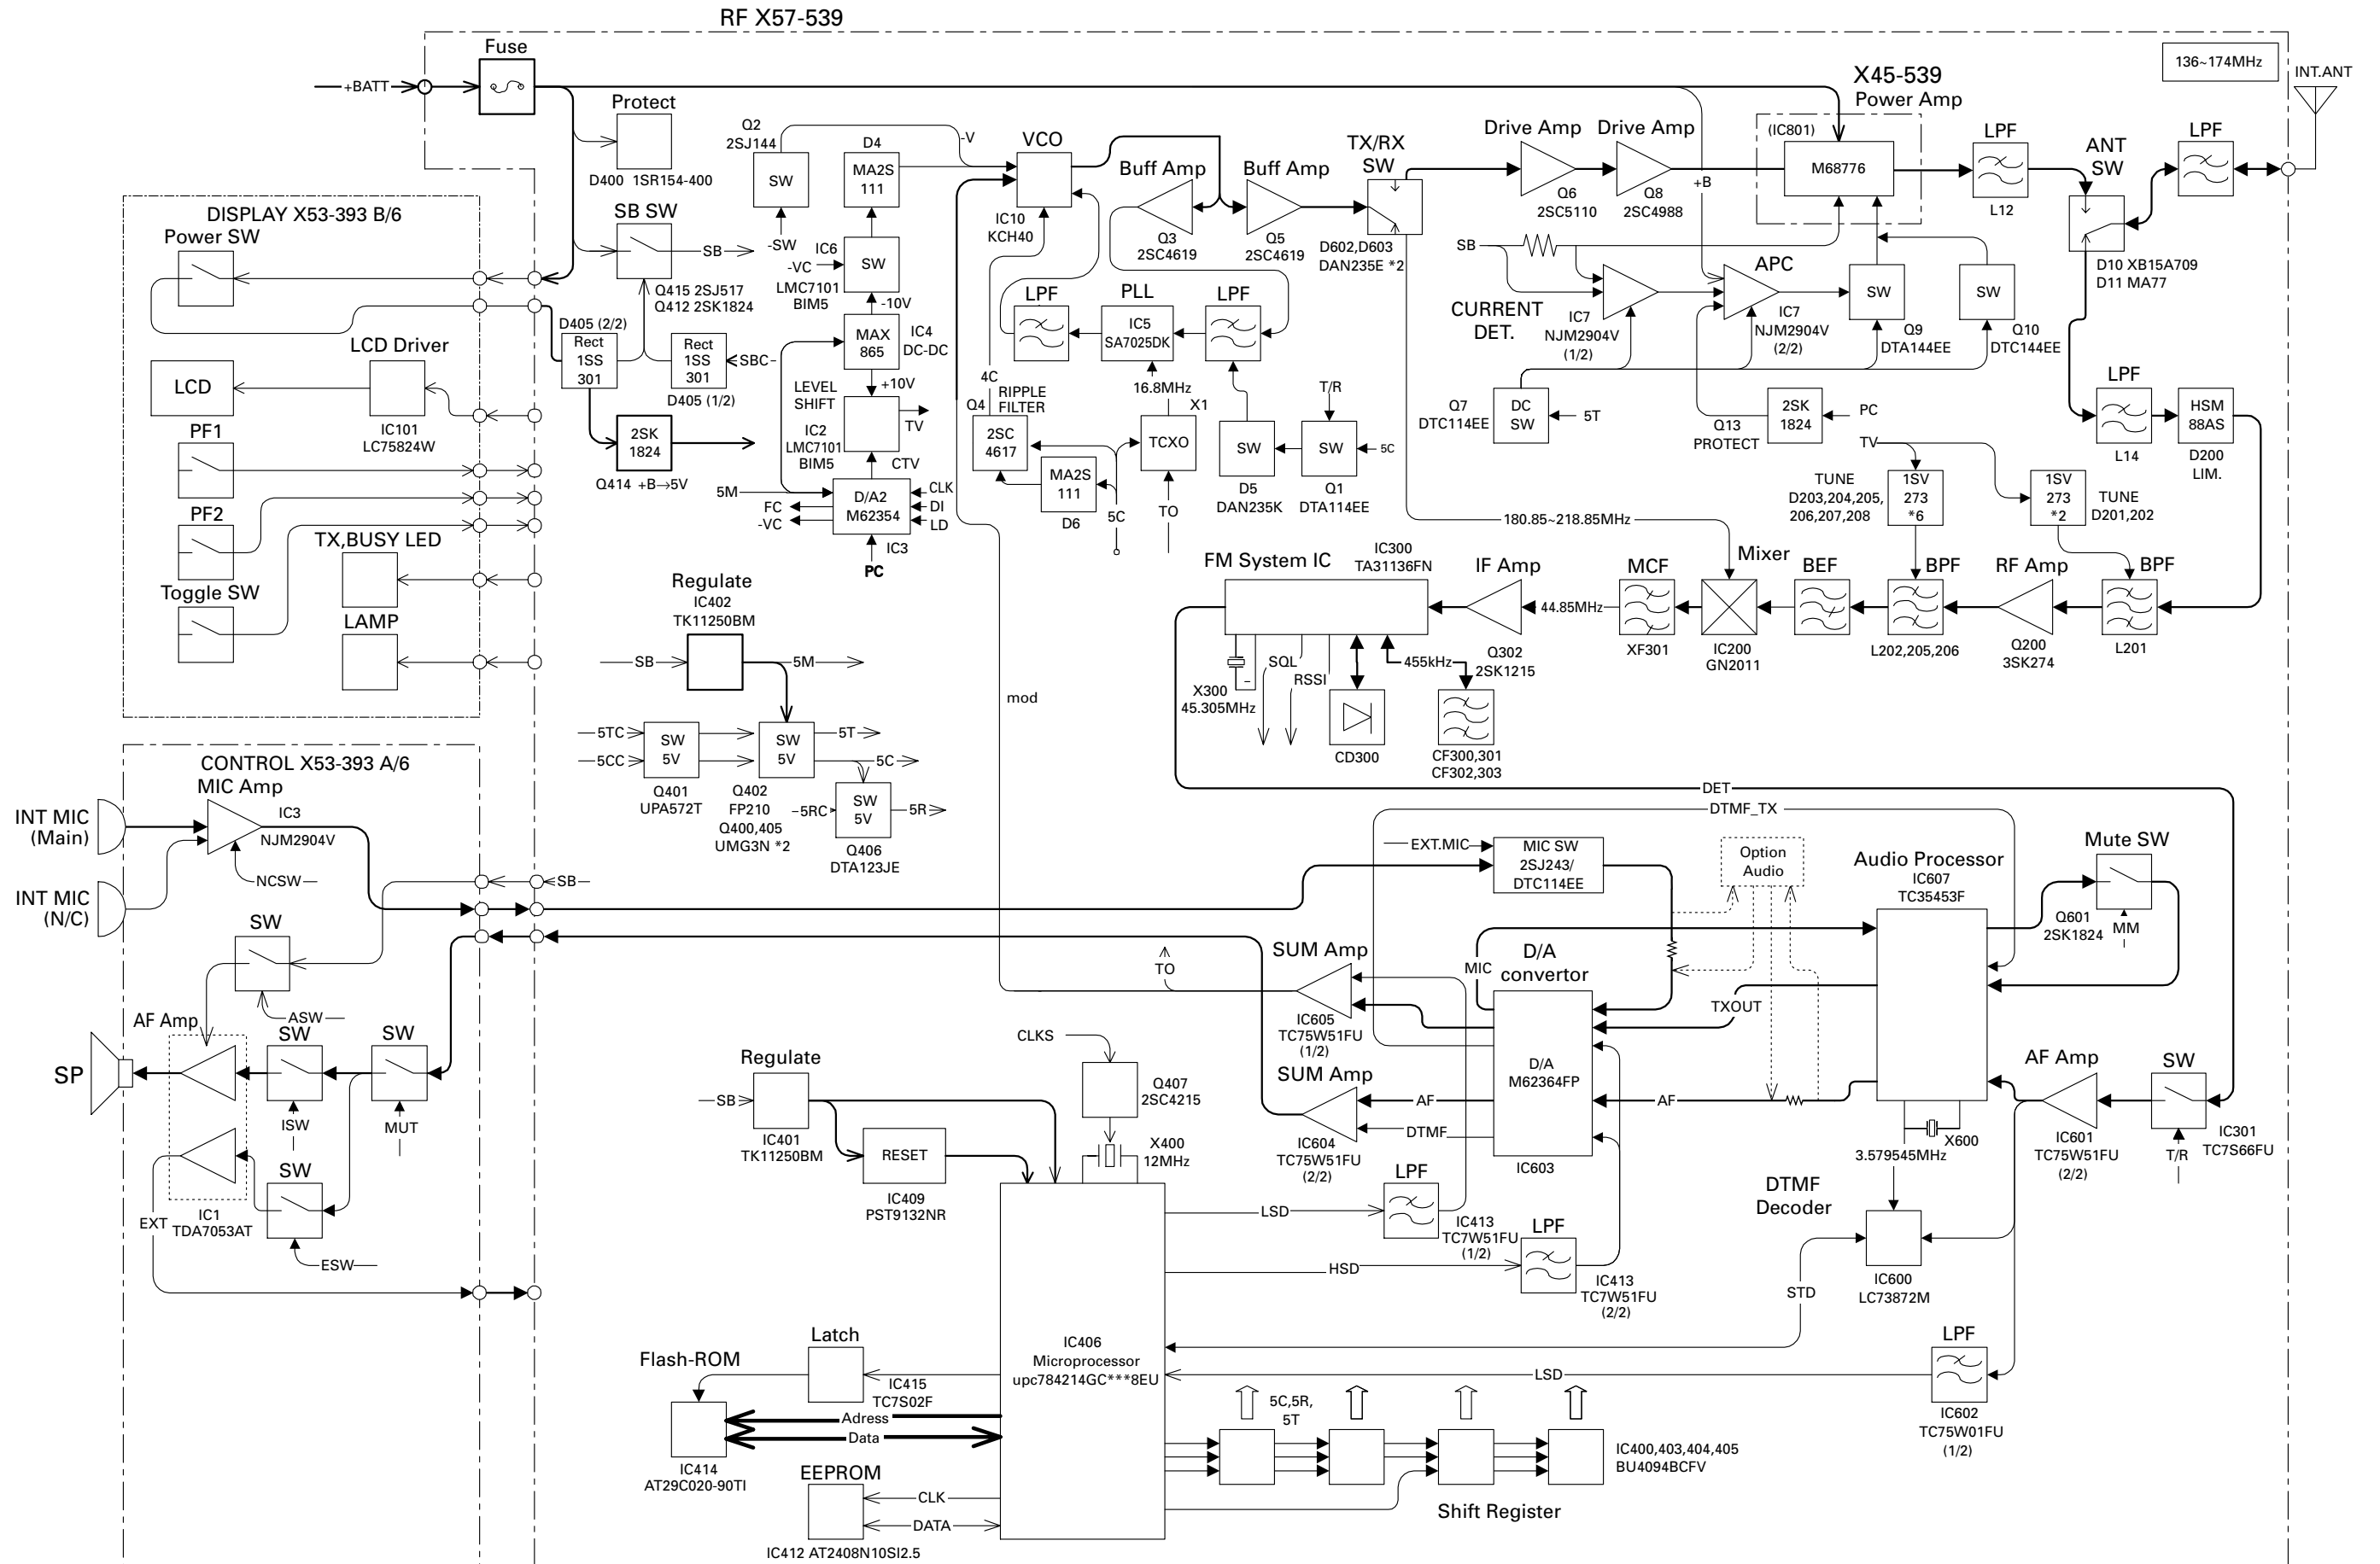 RF X57-539
Fuse
+BATT
136~174MHz
INT.ANT
X45-539
Power Amp
Protect
D400 1SR154-400
Q2
2SJ144
SW
-SW
-V
D4
MA2S
111
VCO
IC10
KCH40
Buff Amp
Q3
2SC4619
Buff Amp
Q5
2SC4619
TX/RX
SW
D602,D603
DAN235E *2
Drive Amp
Q6
2SC5110
Drive Amp
Q8
2SC4988
+B
(IC801)
M68776
LPF
L12
ANT
SW
D10 XB15A709
D11 MA77
LPF
DISPLAY X53-393 B/6
Power SW
SB SW
SB
Q415 2SJ517
Q412 2SK1824
IC6
-VC
LMC7101
BIM5
SW
-10V
MAX
865
IC4
DC-DC
+10V
LEVEL
SHIFT
TV
IC2
LMC7101
BIM5
CTV
5M
D/A2
M62354
CLK
DI
LD
FC
-VC
IC3
PC
D405 (2/2)
Rect
1SS
301
Rect
1SS
301
SBC
D405 (1/2)
2SK
1824
Q414 +B→5V
LCD Driver
LCD
IC101
LC75824W
PF1
PF2
TX,BUSY LED
Toggle SW
LAMP
LPF
PLL
IC5
SA7025DK
LPF
4C
RIPPLE
FILTER
Q4
2SC
4617
16.8MHz
X1
TCXO
TO
MA2S
111
D6
5C
SW
D5
DAN235K
T/R
SW
5C
Q1
DTA114EE
SB
CURRENT
DET.
IC7
NJM2904V
(1/2)
APC
IC7
NJM2904V
(2/2)
SW
Q9
DTA144EE
SW
Q10
DTC144EE
Q7
DTC114EE
DC
SW
5T
Q13
PROTECT
2SK
1824
PC
TV
LPF
L14
HSM
88AS
D200
LIM.
TUNE
D203,204,205,
206,207,208
1SV
273
*6
1SV
273
*2
TUNE
D201,202
180.85~218.85MHz
Regulate
IC402
TK11250BM
SB
5M
FM System IC
IC300
TA31136FN
IF Amp
Q302
2SK1215
44.85MHz
MCF
XF301
Mixer
IC200
GN2011
BEF
BPF
L202,205,206
RF Amp
Q200
3SK274
BPF
L201
X300
45.305MHz
SQL
RSSI
455kHz
CD300
CF300,301
CF302,303
mod
5TC
5CC
SW
5V
Q401
UPA572T
SW
5V
Q402
FP210
Q400,405
UMG3N *2
5T
5C
5RC
SW
5V
5R
Q406
DTA123JE
CONTROL X53-393 A/6
MIC Amp
IC3
NJM2904V
INT MIC
(Main)
INT MIC
(N/C)
NCSW
SB
SW
ASW
AF Amp
SW
SW
SP
ISW
MUT
SW
IC1
TDA7053AT
EXT
ESW
DET
DTMF_TX
EXT.MIC
MIC SW
2SJ243/
DTC114EE
Option
Audio
Audio Processor
IC607
TC35453F
Mute SW
Q601
2SK1824
MM
SUM Amp
TO
IC605
TC75W51FU
(1/2)
MIC
D/A
convertor
D/A
M62364FP
IC603
TXOUT
SUM Amp
IC604
TC75W51FU
(2/2)
AF
DTMF
AF
X600
3.579545MHz
AF Amp
IC601
TC75W51FU
(2/2)
SW
IC301
TC7S66FU
T/R
CLKS
Q407
2SC4215
X400
12MHz
Regulate
SB
IC401
TK11250BM
RESET
IC409
PST9132NR
LSD
LPF
IC413
TC7W51FU
(1/2)
HSD
LPF
IC413
TC7W51FU
(2/2)
DTMF
Decoder
IC600
LC73872M
STD
LPF
IC602
TC75W01FU
(1/2)
LSD
IC406
Microprocessor
upc784214GC***8EU
Latch
IC415
TC7S02F
Flash-ROM
Adress
Data
IC414
AT29C020-90TI
EEPROM
CLK
DATA
IC412 AT2408N10SI2.5
5C,5R,
5T
IC400,403,404,405
BU4094BCFV
Shift Register